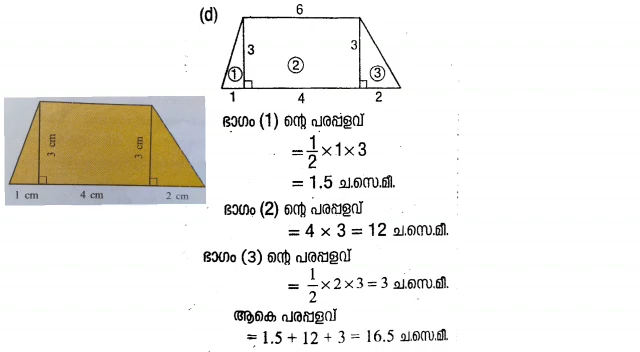 (d)
6
3 3
① ② ③
1 4 2
3 cm 3 cm
1 cm 4 cm 2 cm
ഭാഗം (1) ന്റെ പരപ്പളവ്
= 1/2 × 1 × 3
= 1.5 ച.സെ.മീ.
ഭാഗം (2) ന്റെ പരപ്പളവ്
= 4 × 3 = 12 ച.സെ.മീ.
ഭാഗം (3) ന്റെ പരപ്പളവ്
= 1/2 × 2 × 3 = 3 ച.സെ.മീ.
ആകെ പരപ്പളവ്
= 1.5 + 12 + 3 = 16.5 ച.സെ.മീ.